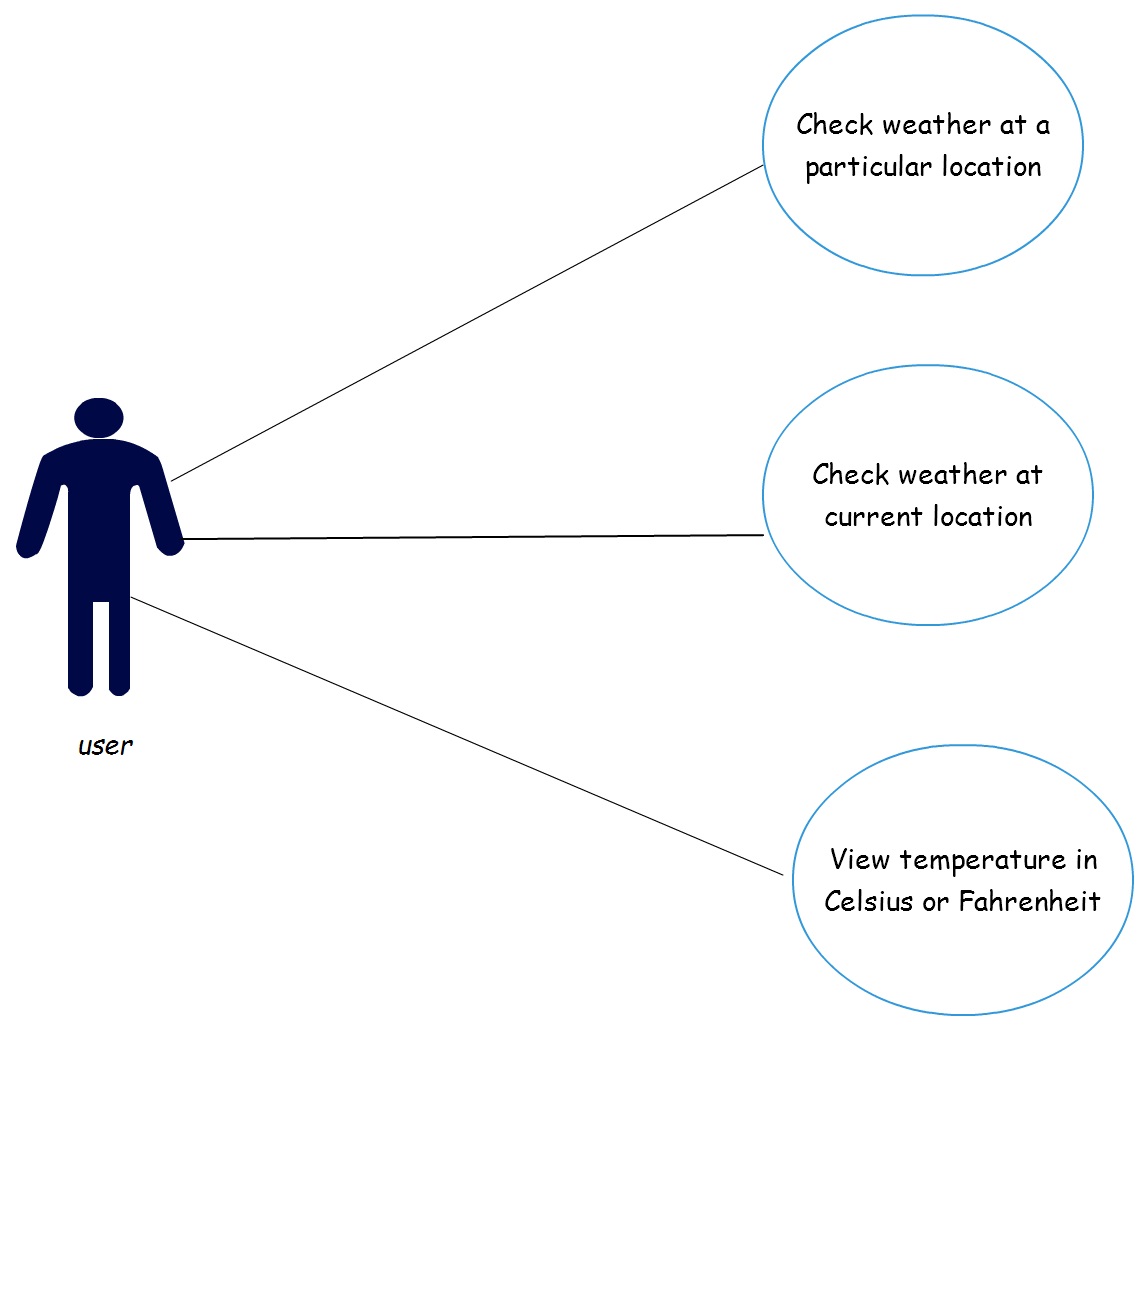 Check weather at a
particular location
Check weather at
current location
user
View temperature in
Celsius or Fahrenheit